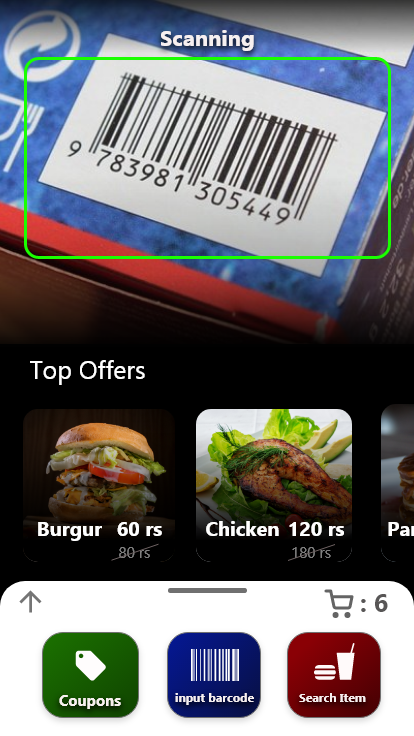 Scanning
9 783981 305449
Top Offers
Burgur 60 rs
80 rs
Chicken 120 rs
180 rs
: 6
Coupons
input barcode
Search Item